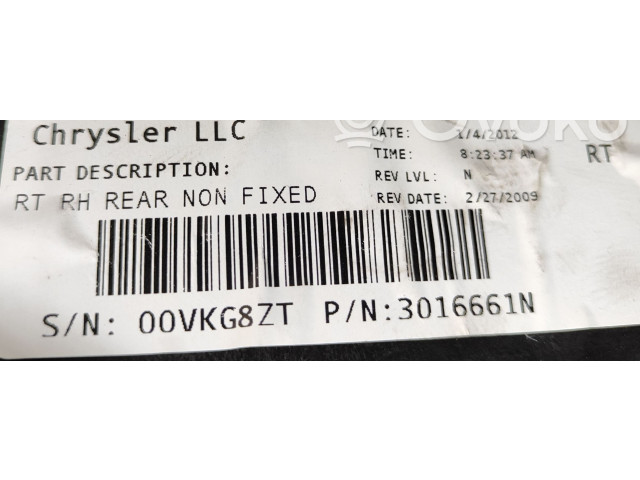 Chrysler LLC
PART DESCRIPTION:
RT RH REAR NON FIXED
DATE: 1/4/2012
TIME: 8:23:37 AM
REV LVL: N
REV DATE: 2/27/2009
RT
S/N: 00VKG8ZT P/N:3016661N
OVOKO